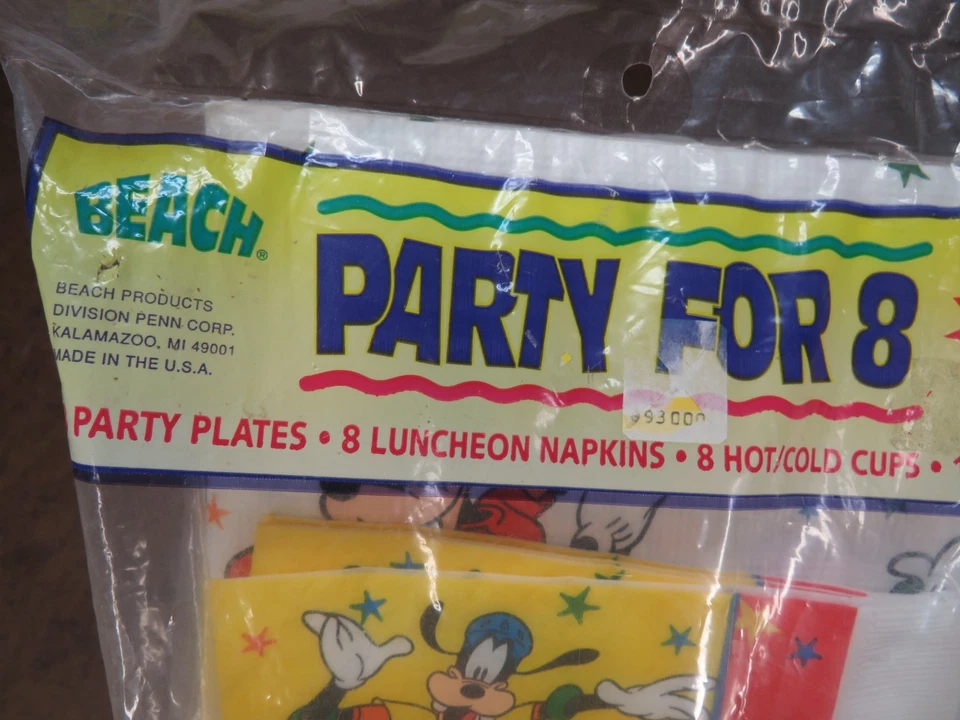 BEACH®
PARTY FOR 8
BEACH PRODUCTS
DIVISION PENN CORP.
KALAMAZOO, MI 49001
MADE IN THE U.S.A.
993000
PARTY PLATES • 8 LUNCHEON NAPKINS • 8 HOT/COLD CUPS •